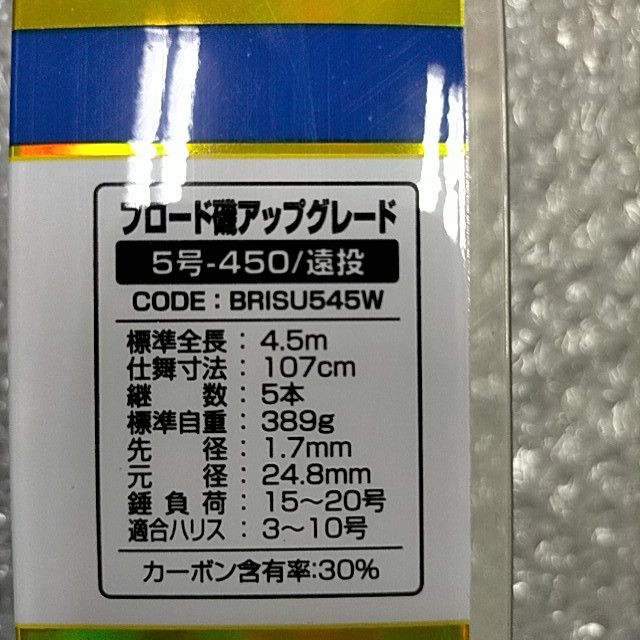 ブロード磯アップグレード
5号-450/遠投
CODE：BRISU545W
標準全長：4.5m
仕舞寸法：107cm
継数：5本
標準自重：389g
先径：1.7mm
元径：24.8mm
錘負荷：15～20号
適合ハリス：3～10号
カーボン含有率:30%